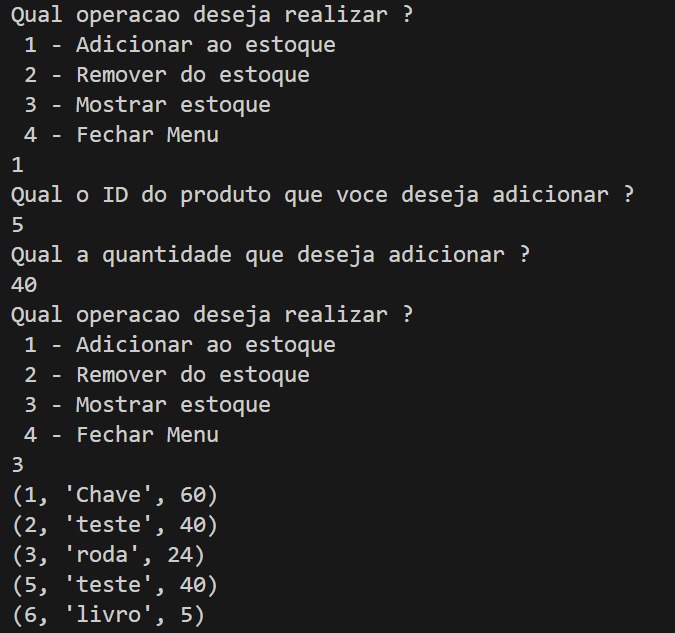 Qual operacao deseja realizar ?
 1 - Adicionar ao estoque
 2 - Remover do estoque
 3 - Mostrar estoque
 4 - Fechar Menu
1
Qual o ID do produto que voce deseja adicionar ?
5
Qual a quantidade que deseja adicionar ?
40
Qual operacao deseja realizar ?
 1 - Adicionar ao estoque
 2 - Remover do estoque
 3 - Mostrar estoque
 4 - Fechar Menu
3
(1, 'Chave', 60)
(2, 'teste', 40)
(3, 'roda', 24)
(5, 'teste', 40)
(6, 'livro', 5)